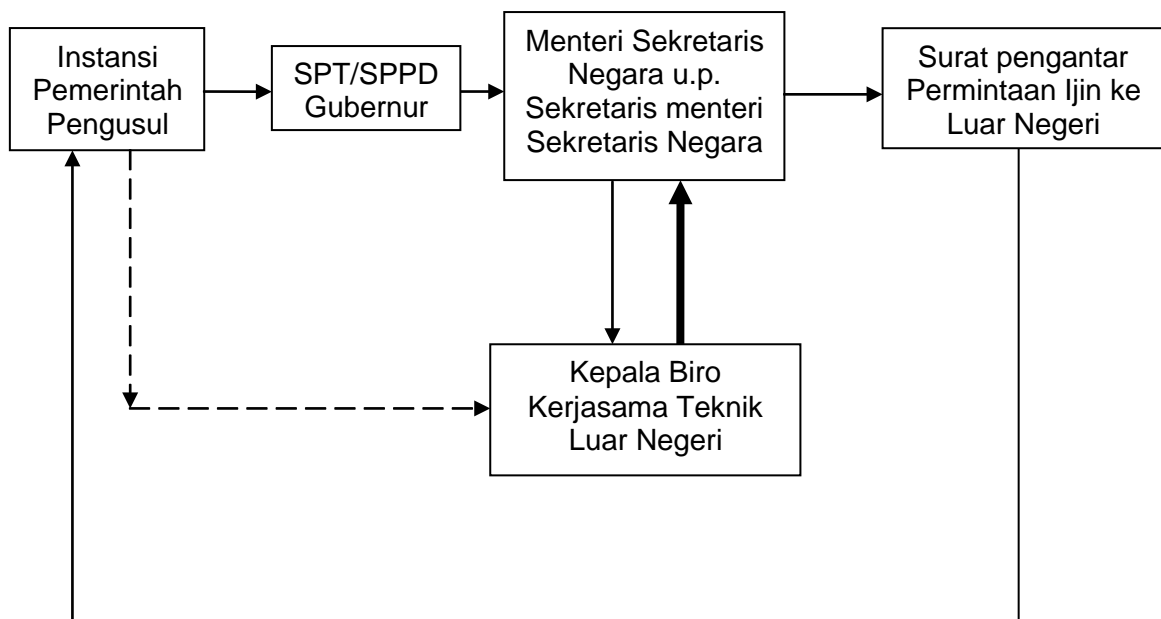 Instansi
Pemerintah
Pengusul
SPT/SPPD
Gubernur
Menteri Sekretaris
Negara u.p.
Sekretaris menteri
Sekretaris Negara
Surat pengantar
Permintaan Ijin ke
Luar Negeri
Kepala Biro
Kerjasama Teknik
Luar Negeri